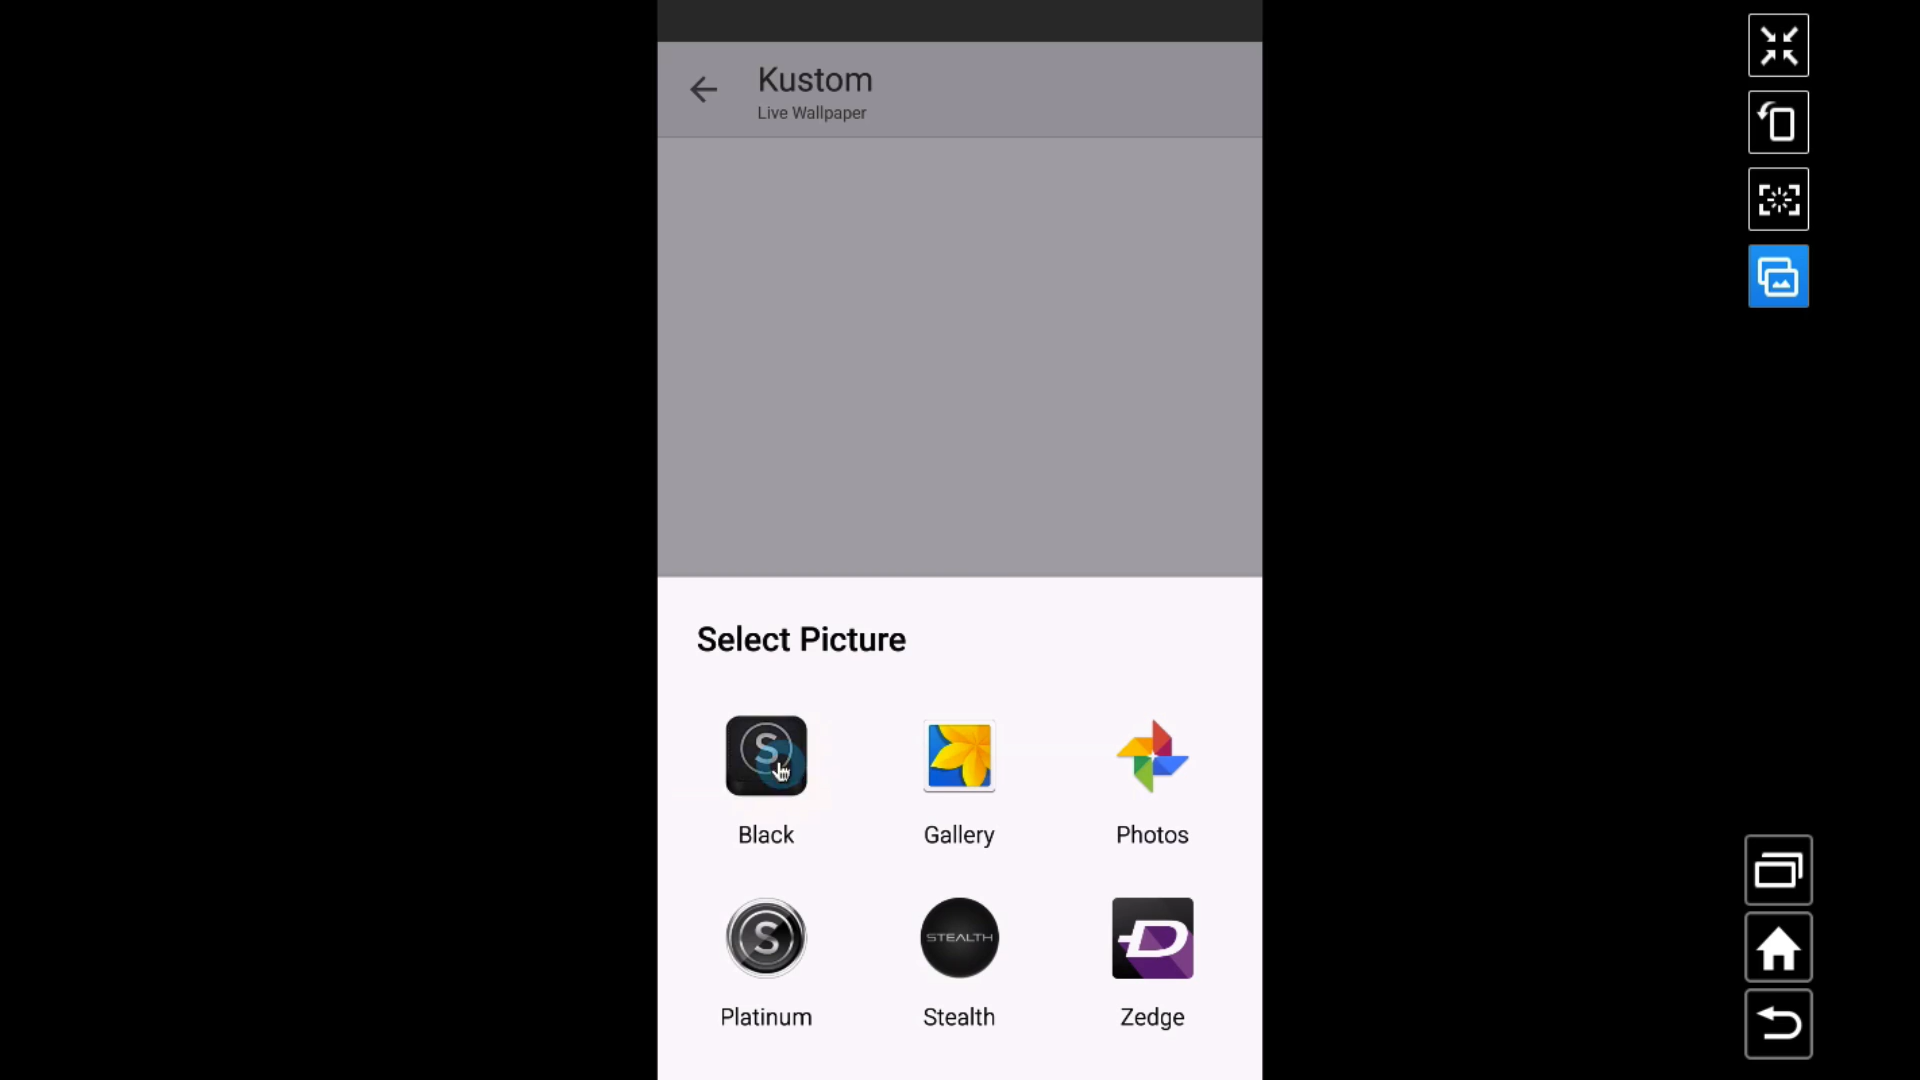 Kustom
Live Wallpaper
Select Picture
S
Black
Gallery
Photos
S
STEALTH
D
Platinum
Stealth
Zedge